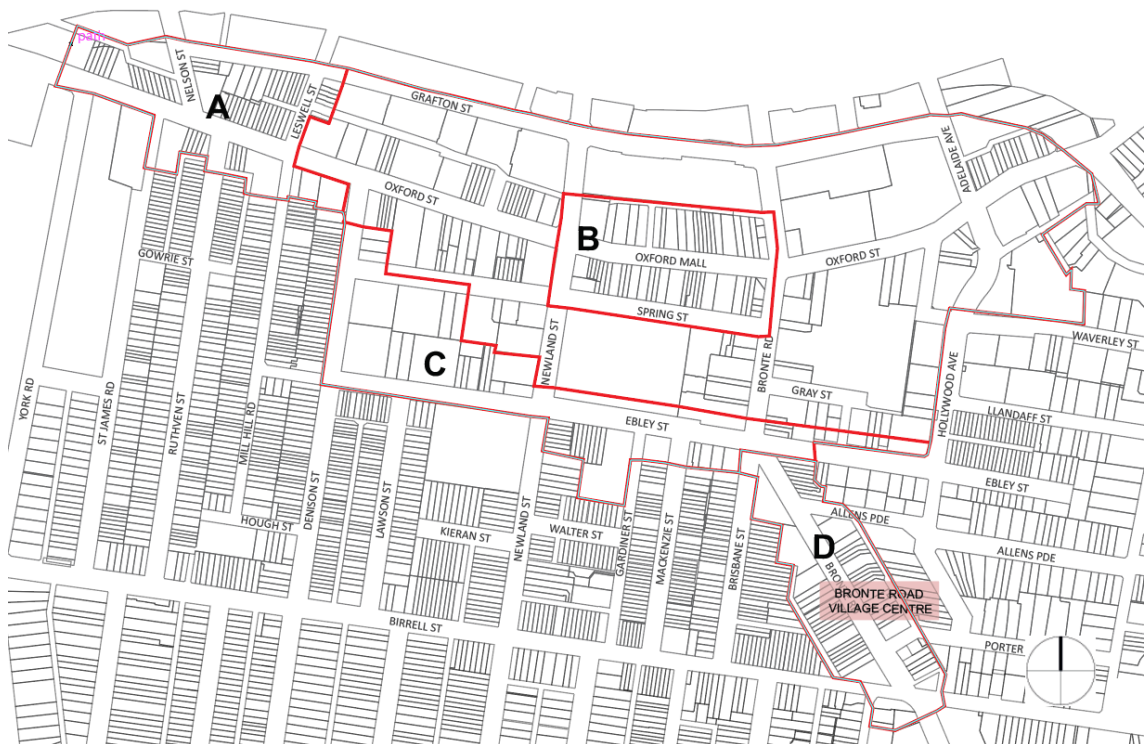 path
NELSON ST
A
LESWELL ST
GRAFTON ST
ADELAIDE AVE
OXFORD ST
B
OXFORD MALL
OXFORD ST
GOWRIE ST
SPRING ST
WAVERLEY ST
NEWLAND ST
BRONTE RD
C
GRAY ST
HOLLYWOOD AVE
LLANDAFF ST
YORK RD
ST JAMES RD
RUTHVEN ST
MILL HILL RD
DENISON ST
LAWSON ST
EBLEY ST
EBLEY ST
HOUGH ST
KIERAN ST
NEWLAND ST
WALTER ST
GARDINER ST
MACKENZIE ST
BRISBANE ST
ALLENS PDE
ALLENS PDE
D
BRO
BRONTE ROAD
VILLAGE CENTRE
BIRRELL ST
PORTER